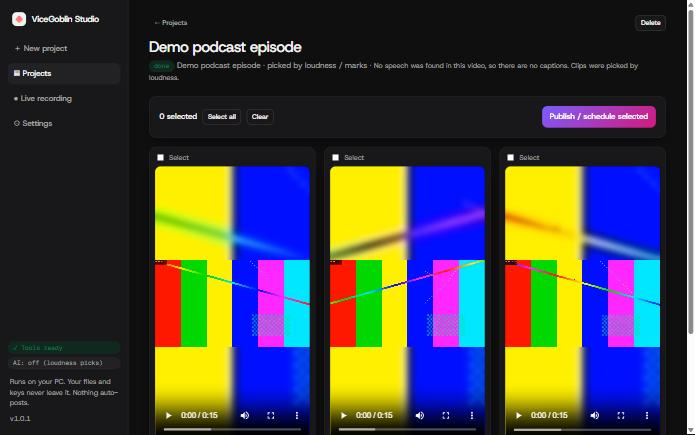 ViceGoblin Studio
+ New project
Projects
Live recording
Settings
✓ Tools ready
AI: off (loudness picks)
Runs on your PC. Your files and
keys never leave it. Nothing auto-
posts.
v1.0.1
← Projects
Delete
Demo podcast episode
done Demo podcast episode · picked by loudness / marks · No speech was found in this video, so there are no captions. Clips were picked by
loudness.
0 selected Select all Clear
Publish / schedule selected
Select
Select
Select
0:00 / 0:15
0:00 / 0:15
0:00 / 0:15